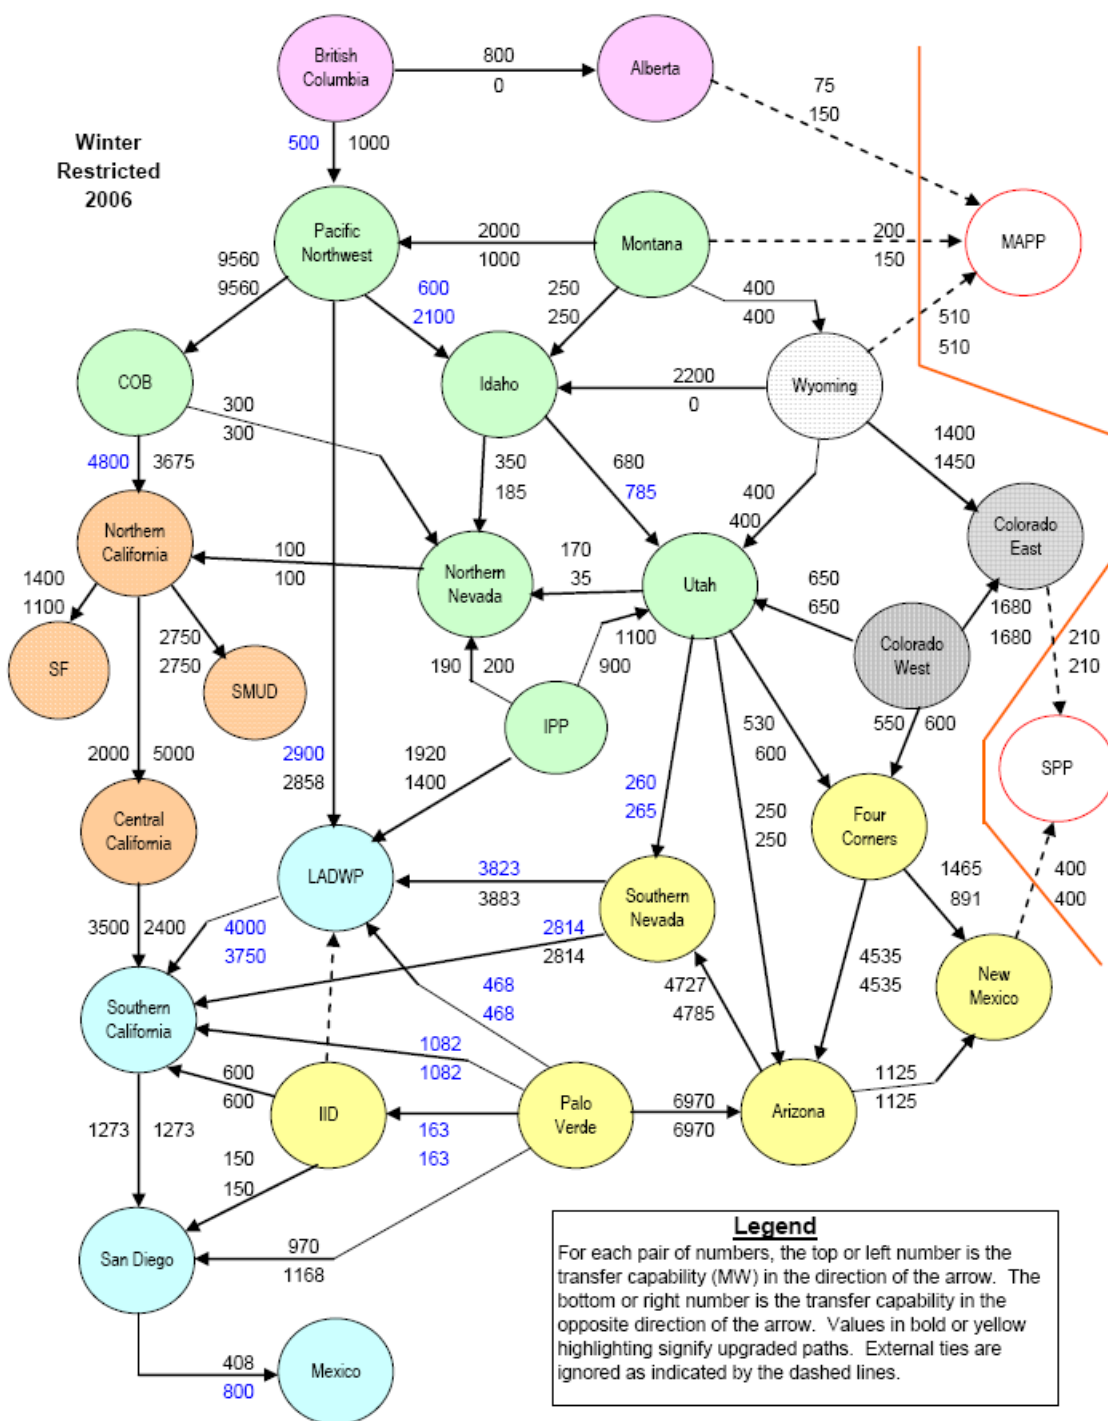 British
Columbia
800
0
Alberta
75
150
Winter
Restricted
2006
500 1000
Pacific
Northwest
2000
1000
Montana
200
150
MAPP
9560
9560
600
2100
250
250
400
400
510
510
COB
Idaho
2200
0
Wyoming
300
300
4800 3675
350
185
680
785
400
400
1400
1450
Northern
California
100
100
Northern
Nevada
170
35
Utah
Colorado
East
1400
1100
650
650
1680
1680
SF
2750
2750
SMUD
190 200
1100
900
Colorado
West
210
210
IPP
2000 5000
2900
2858
1920
1400
530
600
550 600
SPP
260
265
250
250
Central
California
Four
Corners
LADWP
3823
3883
Southern
Nevada
1465
891
400
400
3500 2400
4000
3750
2814
2814
4535
4535
New
Mexico
Southern
California
468
468
4727
4785
1082
1082
600
600
IID
Palo
Verde
6970
6970
Arizona
1125
1125
1273 1273
163
163
150
150
San Diego
970
1168
408
800
Mexico
Legend
For each pair of numbers, the top or left number is the
transfer capability (MW) in the direction of the arrow. The
bottom or right number is the transfer capability in the
opposite direction of the arrow. Values in bold or yellow
highlighting signify upgraded paths. External ties are
ignored as indicated by the dashed lines.